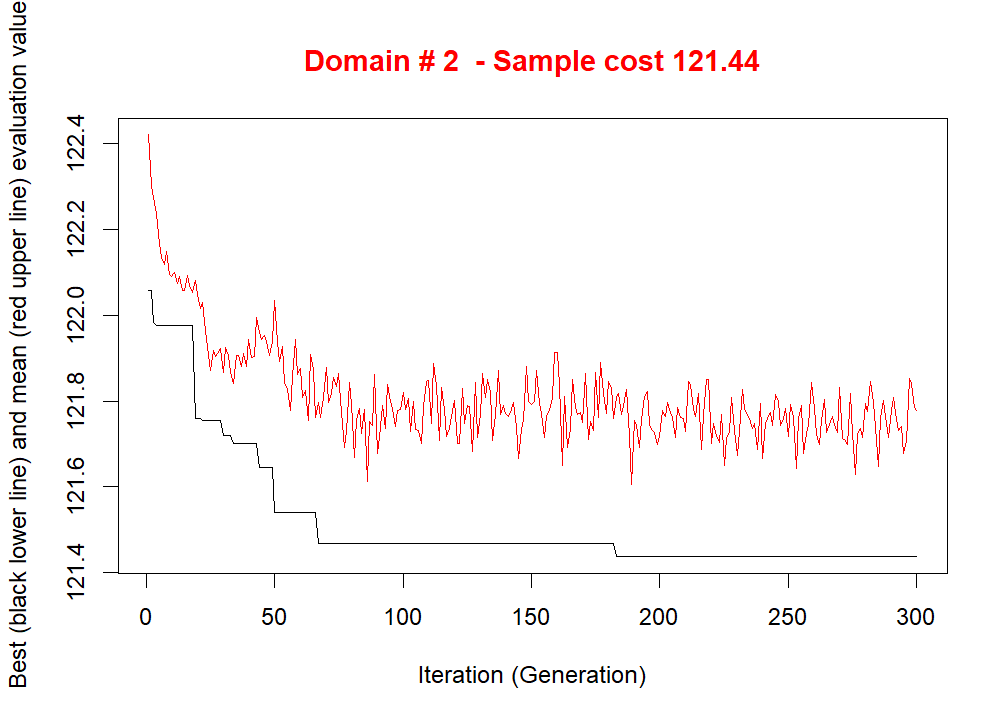 Domain # 2 - Sample cost 121.44
Best (black lower line) and mean (red upper line) evaluation value
122.4
122.2
122.0
121.8
121.6
121.4
0 50 100 150 200 250 300
Iteration (Generation)